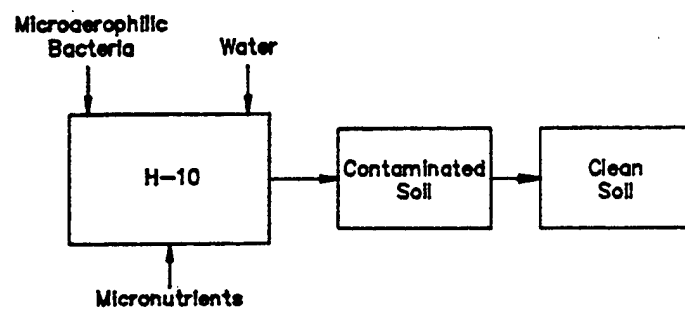 Microaerophilic
Bacteria
Water
H-10
Contaminated
Soil
Clean
Soil
Micronutrients